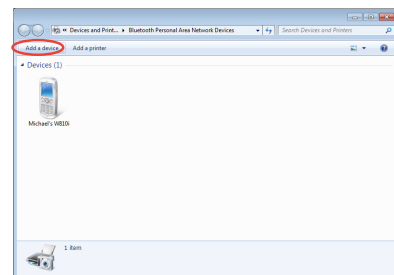 « Devices and Print... ▸ Bluetooth Personal Area Network Devices
Search Devices and Printers
Add a device Add a printer
Devices (1)
Michael's W810i
1 item